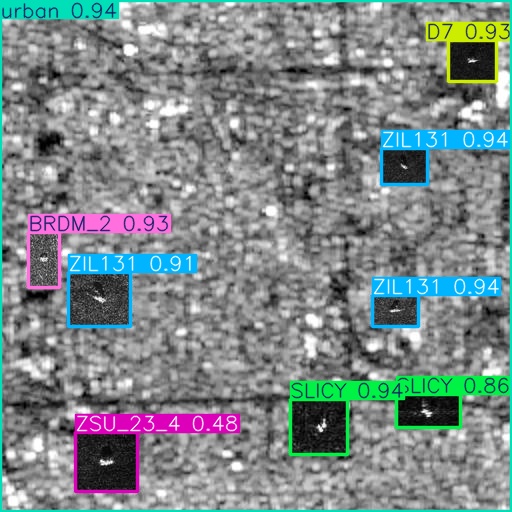 urban 0.94
D7 0.93
ZIL131 0.94
BRDM_2 0.93
ZIL131 0.91
ZIL131 0.94
SLICY 0.94
SLICY 0.86
ZSU_23_4 0.48